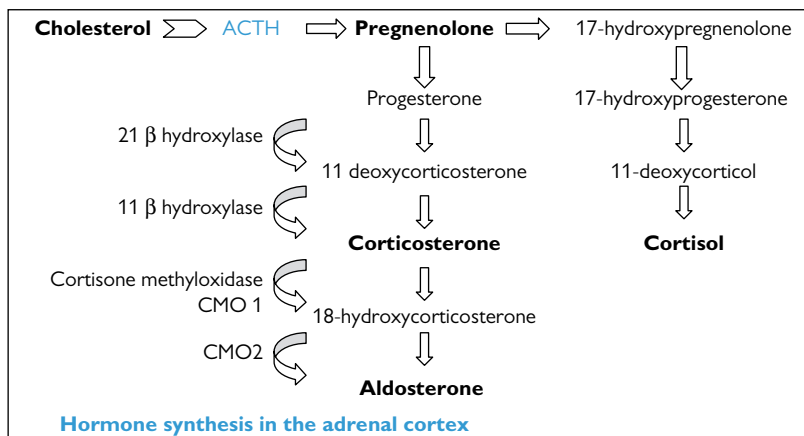 Cholesterol ACTH Pregnenolone 17-hydroxypregnenolone
Progesterone 17-hydroxyprogesterone
21 β hydroxylase
11 deoxycorticosterone 11-deoxycorticol
11 β hydroxylase
Corticosterone Cortisol
Cortisone methyloxidase
CMO 1
18-hydroxycorticosterone
CMO2
Aldosterone
Hormone synthesis in the adrenal cortex